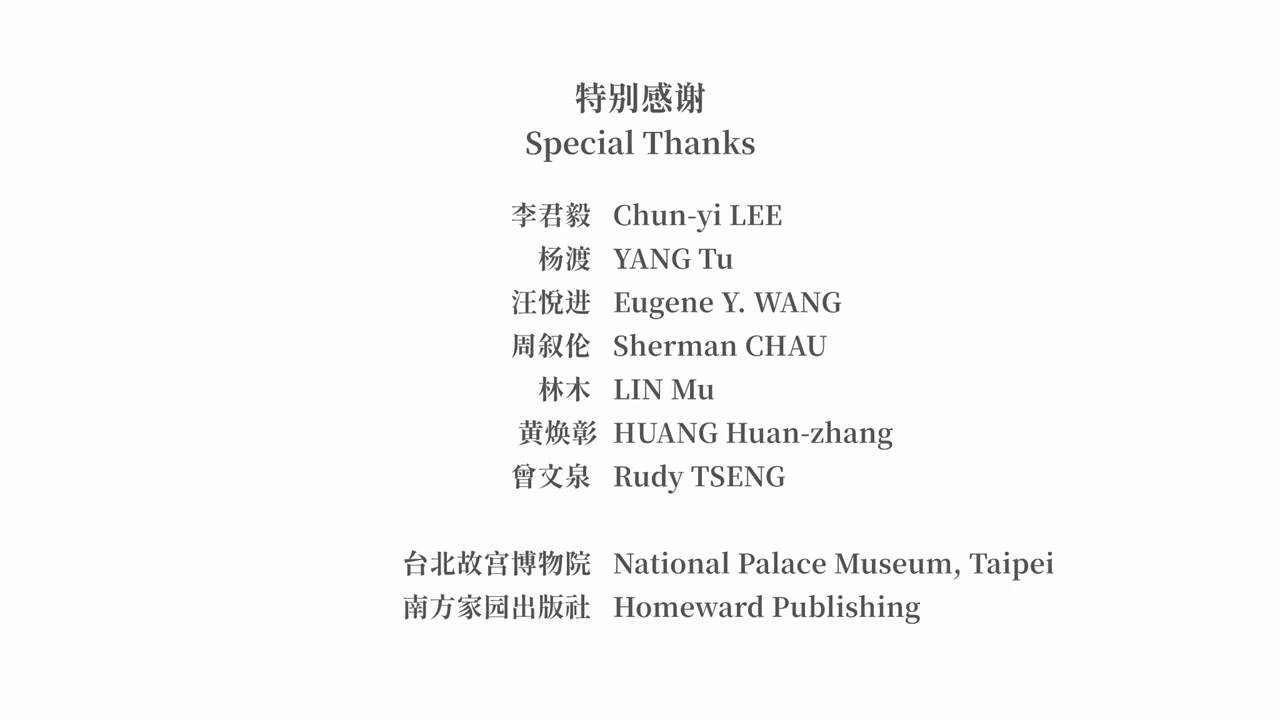 特别感谢
Special Thanks
李君毅 Chun-yi LEE
杨渡 YANG Tu
汪悅进 Eugene Y. WANG
周叙伦 Sherman CHAU
林木 LIN Mu
黄焕彰 HUANG Huan-zhang
曾文泉 Rudy TSENG
台北故宫博物院 National Palace Museum, Taipei
南方家园出版社 Homeward Publishing